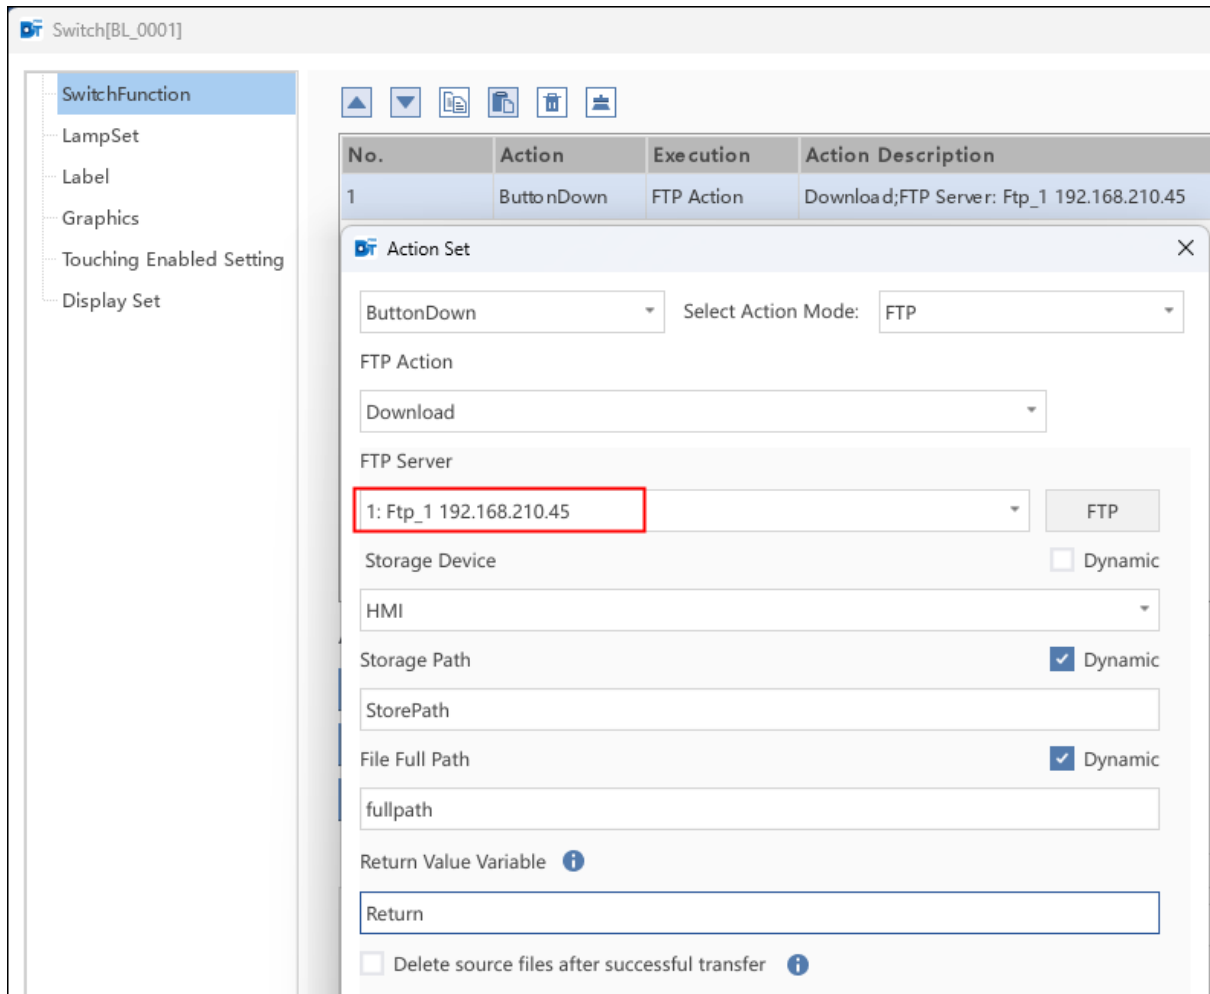 Switch[BL_0001]
SwitchFunction
LampSet
Label
Graphics
Touching Enabled Setting
Display Set
No. Action Execution Action Description
1 ButtonDown FTP Action Download;FTP Server: Ftp_1 192.168.210.45
Action Set
ButtonDown Select Action Mode: FTP
FTP Action
Download
FTP Server
1: Ftp_1 192.168.210.45 FTP
Storage Device Dynamic
HMI
Storage Path Dynamic
StorePath
File Full Path Dynamic
fullpath
Return Value Variable
Return
Delete source files after successful transfer